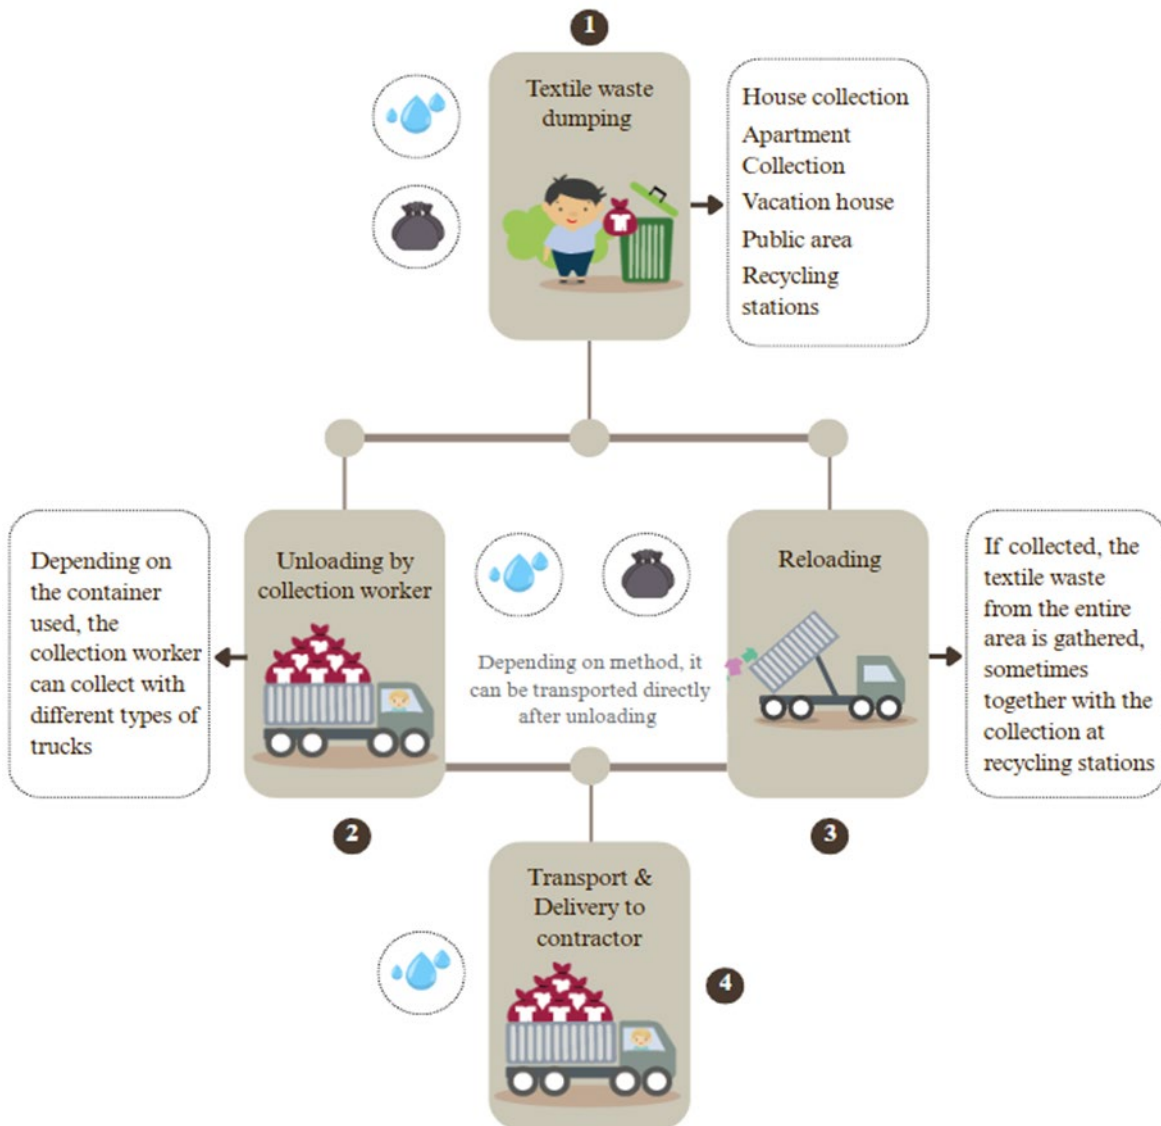 1
Textile waste
dumping
House collection
Apartment
Collection
Vacation house
Public area
Recycling
stations
Depending on
the container
used, the
collection worker
can collect with
different types of
trucks
Unloading by
collection worker
Depending on method, it
can be transported directly
after unloading
Reloading
If collected, the
textile waste
from the entire
area is gathered,
sometimes
together with the
collection at
recycling stations
2
3
Transport &
Delivery to
contractor
4